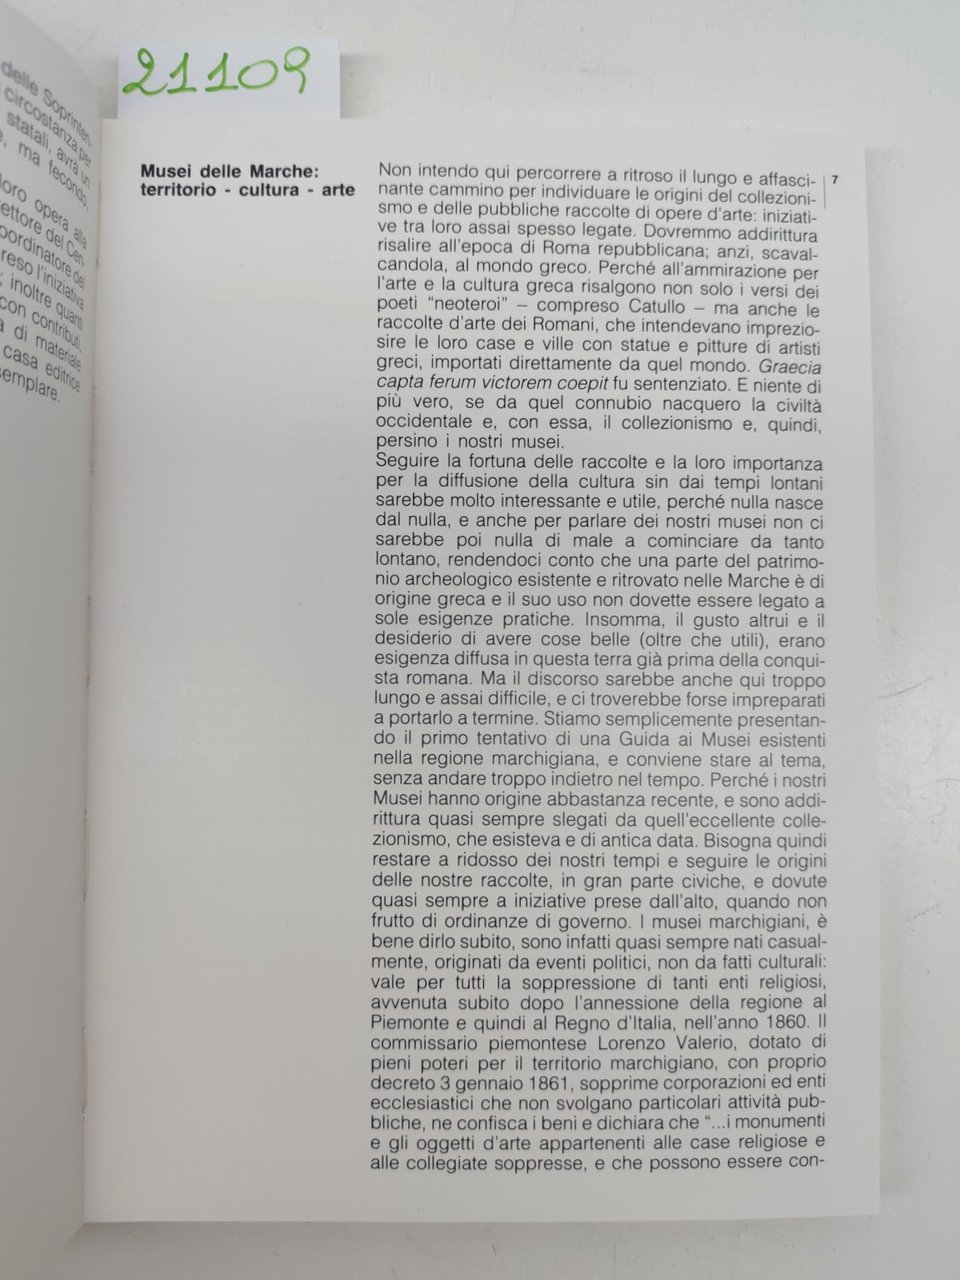 21109
delle Soprinten-
circostanza per
statali, avrà un
ma fecondo,
loro opera alla
ettore del Cen-
oordinatore del
reso l'iniziativa
; inoltre quanti
con contributi,
a di materiale
casa editrice
semplare.
Musei delle Marche:
territorio - cultura - arte
7
Non intendo qui percorrere a ritroso il lungo e affasci-
nante cammino per individuare le origini del collezioni-
smo e delle pubbliche raccolte di opere d'arte: iniziati-
ve tra loro assai spesso legate. Dovremmo addirittura
risalire all'epoca di Roma repubblicana; anzi, scaval-
candola, al mondo greco. Perché all'ammirazione per
l'arte e la cultura greca risalgono non solo i versi dei
poeti “neoteroi” – compreso Catullo – ma anche le
raccolte d'arte dei Romani, che intendevano imprezio-
sire le loro case e ville con statue e pitture di artisti
greci, importati direttamente da quel mondo. Graecia
capta ferum victorem coepit fu sentenziato. E niente di
più vero, se da quel connubio nacquero la civiltà
occidentale e, con essa, il collezionismo e, quindi,
persino i nostri musei.
Seguire la fortuna delle raccolte e la loro importanza
per la diffusione della cultura sin dai tempi lontani
sarebbe molto interessante e utile, perché nulla nasce
dal nulla, e anche per parlare dei nostri musei non ci
sarebbe poi nulla di male a cominciare da tanto
lontano, rendendoci conto che una parte del patrimo-
nio archeologico esistente e ritrovato nelle Marche è di
origine greca e il suo uso non dovette essere legato a
sole esigenze pratiche. Insomma, il gusto altrui e il
desiderio di avere cose belle (oltre che utili), erano
esigenza diffusa in questa terra già prima della conqui-
sta romana. Ma il discorso sarebbe anche qui troppo
lungo e assai difficile, e ci troverebbe forse impreparati
a portarlo a termine. Stiamo semplicemente presentan-
do il primo tentativo di una Guida ai Musei esistenti
nella regione marchigiana, e conviene stare al tema,
senza andare troppo indietro nel tempo. Perché i nostri
Musei hanno origine abbastanza recente, e sono addi-
rittura quasi sempre slegati da quell'eccellente colle-
zionismo, che esisteva e di antica data. Bisogna quindi
restare a ridosso dei nostri tempi e seguire le origini
delle nostre raccolte, in gran parte civiche, e dovute
quasi sempre a iniziative prese dall'alto, quando non
frutto di ordinanze di governo. I musei marchigiani, è
bene dirlo subito, sono infatti quasi sempre nati casual-
mente, originati da eventi politici, non da fatti culturali:
vale per tutti la soppressione di tanti enti religiosi,
avvenuta subito dopo l'annessione della regione al
Piemonte e quindi al Regno d'Italia, nell'anno 1860. Il
commissario piemontese Lorenzo Valerio, dotato di
pieni poteri per il territorio marchigiano, con proprio
decreto 3 gennaio 1861, sopprime corporazioni ed enti
ecclesiastici che non svolgano particolari attività pub-
bliche, ne confisca i beni e dichiara che “...i monumenti
e gli oggetti d'arte appartenenti alle case religiose e
alle collegiate soppresse, e che possono essere con-